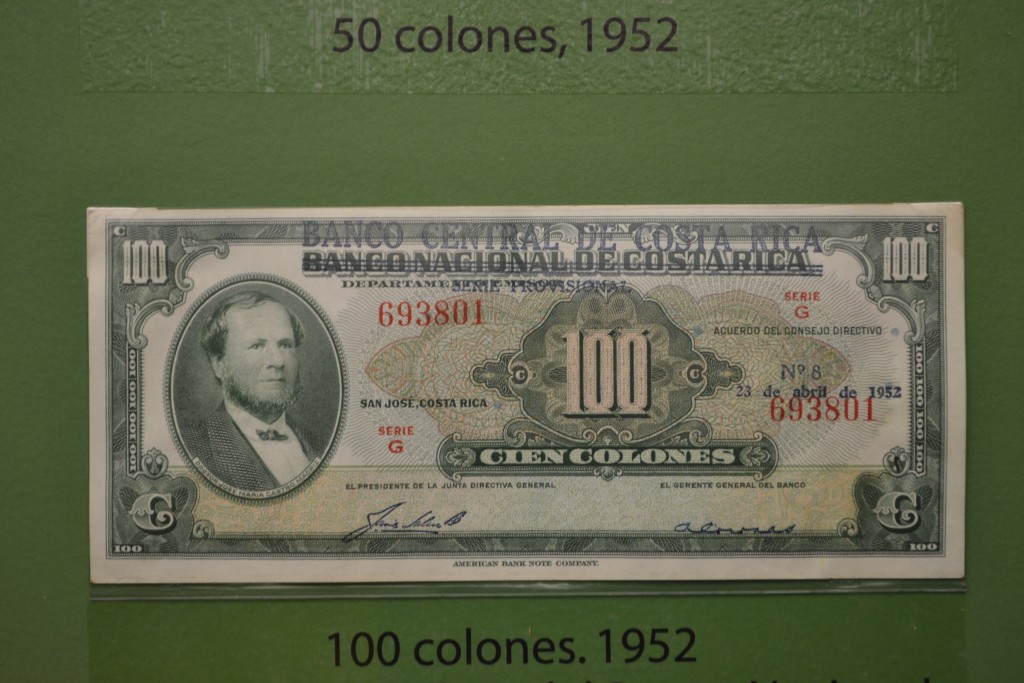 50 colones, 1952
C CIEN C
100 BANCO CENTRAL DE COSTA RICA 100
BANCO NACIONAL DE COSTA RICA
SERIE PROVISIONAL
693801
SERIE
G
ACUERDO DEL CONSEJO DIRECTIVO
100
Nº 8
23 de abril de 1952
693801
SAN JOSÉ, COSTA RICA
SERIE
G
CIEN COLONES
EL PRESIDENTE DE LA JUNTA DIRECTIVA GENERAL
EL GERENTE GENERAL DEL BANCO
C C
100 100
AMERICAN BANK NOTE COMPANY.
100 colones. 1952